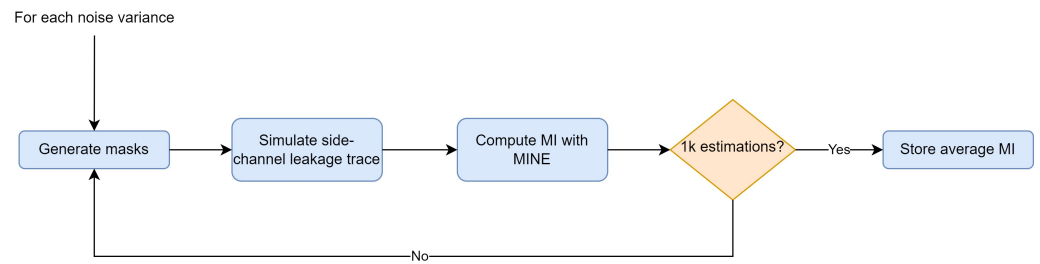 For each noise variance
Generate masks
Simulate side-
channel leakage trace
Compute MI with
MINE
1k estimations?
Yes
Store average MI
No